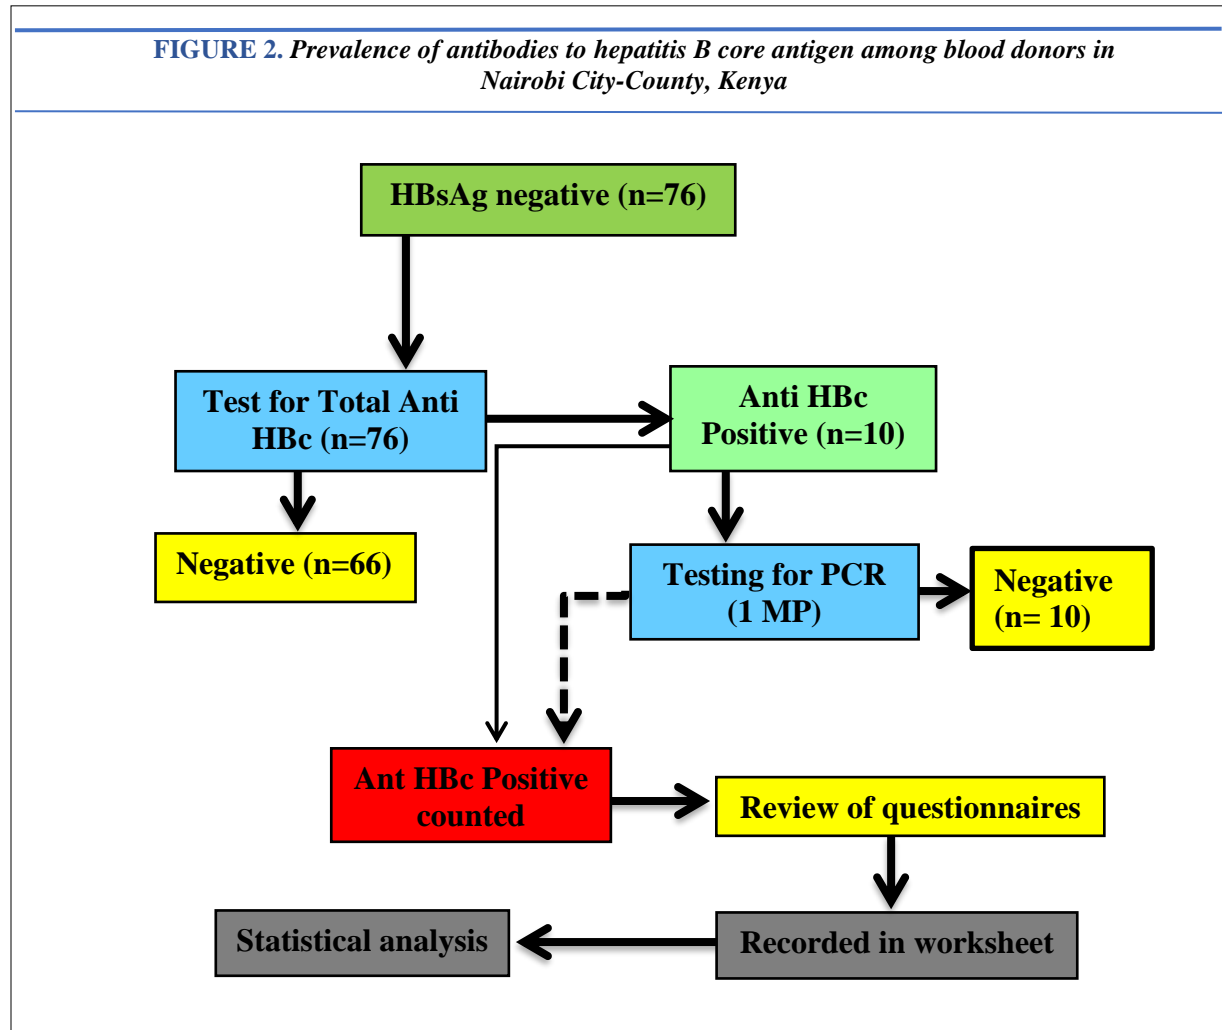 FIGURE 2. Prevalence of antibodies to hepatitis B core antigen among blood donors in
Nairobi City-County, Kenya
HBsAg negative (n=76)
Test for Total Anti
HBc (n=76)
Anti HBc
Positive (n=10)
Negative (n=66)
Testing for PCR
(1 MP)
Negative
(n= 10)
Ant HBc Positive
counted
Review of questionnaires
Statistical analysis
Recorded in worksheet